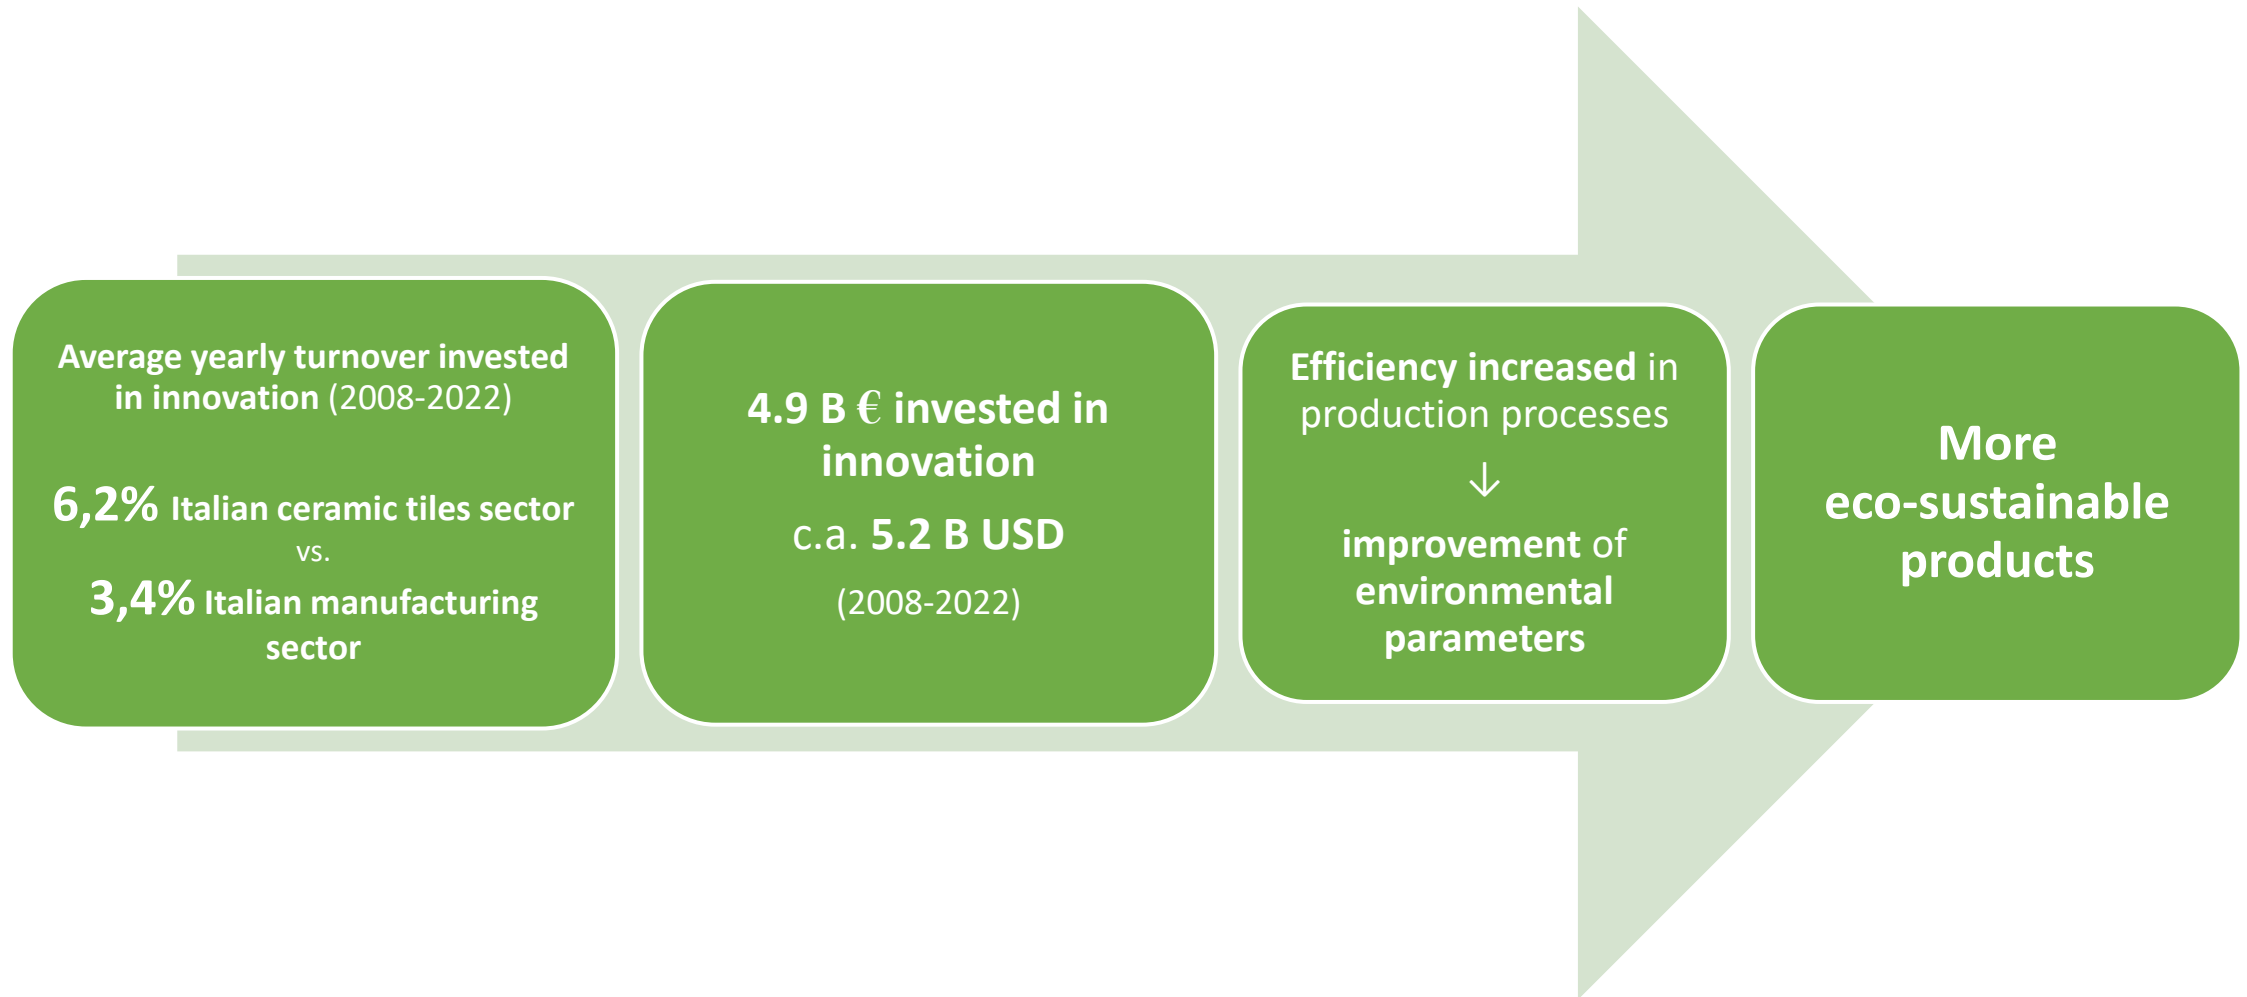 Average yearly turnover invested
in innovation (2008-2022)
6,2% Italian ceramic tiles sector
vs.
3,4% Italian manufacturing
sector
4.9 B € invested in
innovation
c.a. 5.2 B USD
(2008-2022)
Efficiency increased in
production processes
↓
improvement of
environmental
parameters
More
eco-sustainable
products